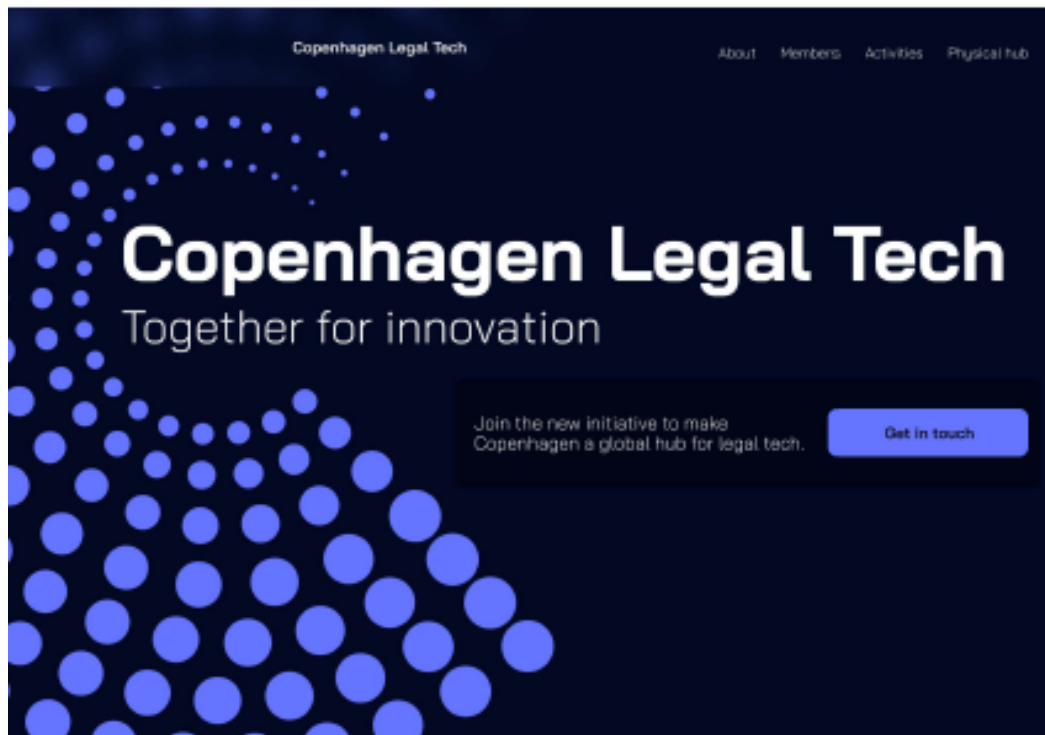 Copenhagen Legal Tech
About Members Activities Physical hub
Copenhagen Legal Tech
Together for innovation
Join the new initiative to make
Copenhagen a global hub for legal tech.
Get in touch